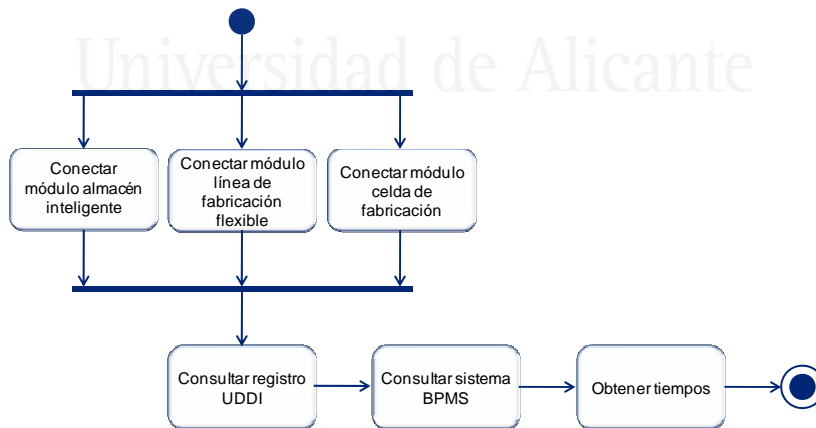 Universidad de Alicante
Conectar
módulo almacén
inteligente
Conectar módulo
línea de
fabricación
flexible
Conectar módulo
celda de
fabricación
Consultar registro
UDDI
Consultar sistema
BPMS
Obtener tiempos